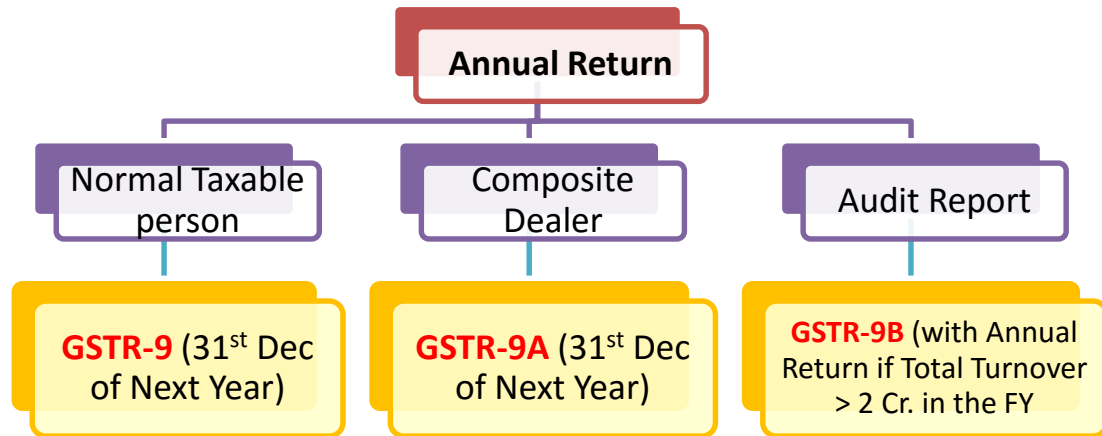 Annual Return
Normal Taxable
person
Composite
Dealer
Audit Report
GSTR-9 (31st Dec
of Next Year)
GSTR-9A (31st Dec
of Next Year)
GSTR-9B (with Annual
Return if Total Turnover
> 2 Cr. in the FY